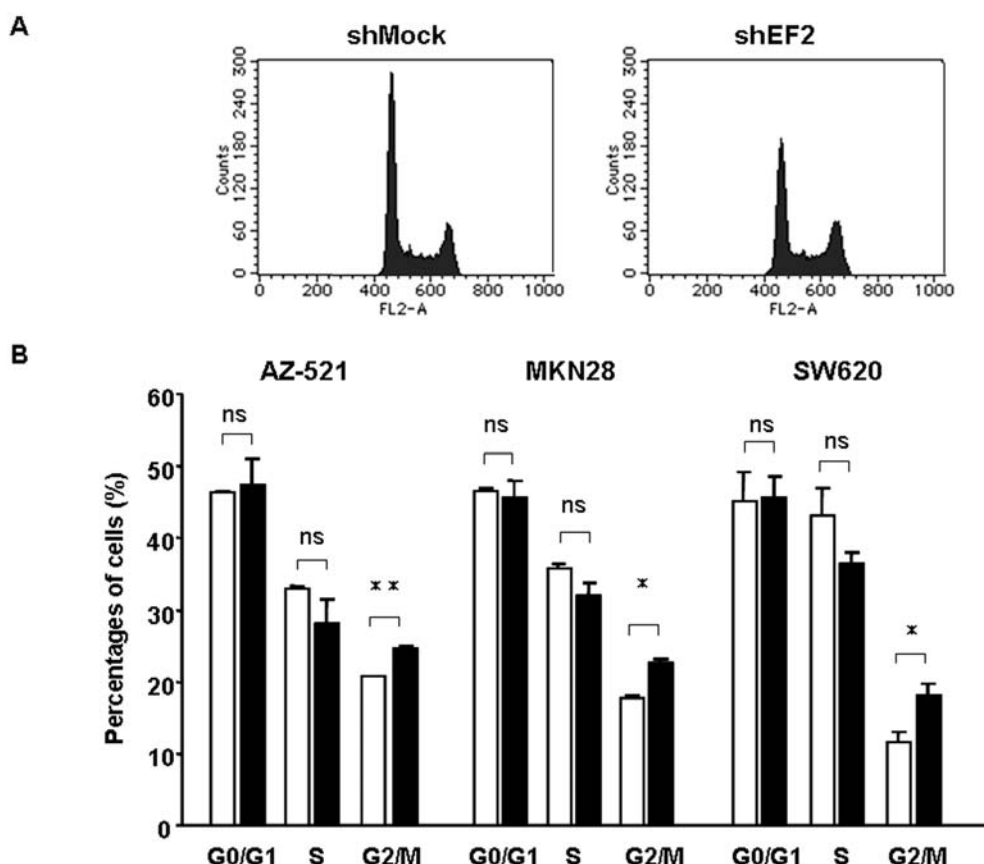 A
shMock shEF2
300 300
240 240
180 180
Counts Counts
120 120
60 60
0 0
0 200 400 600 800 1000 0 200 400 600 800 1000
FL2-A FL2-A
B
AZ-521 MKN28 SW620
Percentages of cells (%)
60
50
40
30
20
10
0
ns ns ns
ns ns ns
* * * *
G0/G1 S G2/M G0/G1 S G2/M G0/G1 S G2/M